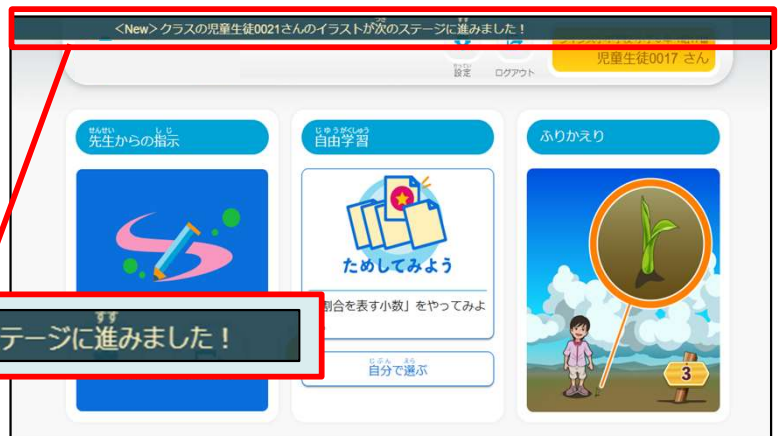 <New>クラスの児童生徒0021さんのイラストが次のステージに進みました！
児童生徒0017 さん
設定
ログアウト
先生からの指示
自由学習
ふりかえり
ためしてみよう
割合を表す小数」をやってみよ
自分で選ぶ
3
テージに進みました！